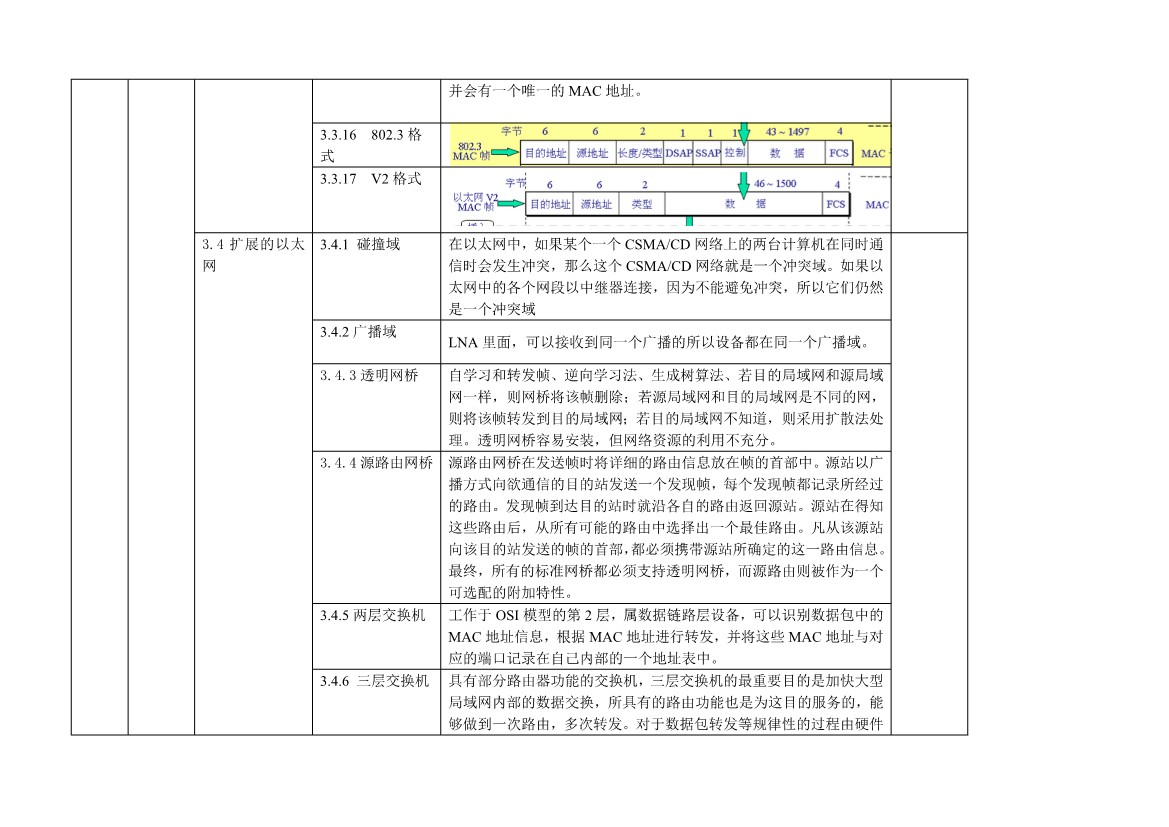 并会有一个唯一的 MAC 地址。
3.3.16 802.3 格
式
字节 6 6 2 1 1 1 43 ~ 1497 4
802.3
MAC 帧 目的地址 源地址 长度/类型 DSAP SSAP 控制 数 据 FCS MAC
3.3.17 V2 格式
字节 6 6 2 46 ~ 1500 4
以太网 V2
MAC 帧 目的地址 源地址 类型 数 据 FCS MAC
3.4 扩展的以太
网
3.4.1 碰撞域
在以太网中，如果某个一个 CSMA/CD 网络上的两台计算机在同时通
信时会发生冲突，那么这个 CSMA/CD 网络就是一个冲突域。如果以
太网中的各个网段以中继器连接，因为不能避免冲突，所以它们仍然
是一个冲突域
3.4.2 广播域
LNA 里面，可以接收到同一个广播的所以设备都在同一个广播域。
3.4.3透明网桥
自学习和转发帧、逆向学习法、生成树算法、若目的局域网和源局域
网一样，则网桥将该帧删除；若源局域网和目的局域网是不同的网，
则将该帧转发到目的局域网；若目的局域网不知道，则采用扩散法处
理。透明网桥容易安装，但网络资源的利用不充分。
3.4.4源路由网桥
源路由网桥在发送帧时将详细的路由信息放在帧的首部中。源站以广
播方式向欲通信的目的站发送一个发现帧，每个发现帧都记录所经过
的路由。发现帧到达目的站时就沿各自的路由返回源站。源站在得知
这些路由后，从所有可能的路由中选择出一个最佳路由。凡从该源站
向该目的站发送的帧的首部，都必须携带源站所确定的这一路由信息。
最终，所有的标准网桥都必须支持透明网桥，而源路由则被作为一个
可选配的附加特性。
3.4.5 两层交换机
工作于 OSI 模型的第 2 层，属数据链路层设备，可以识别数据包中的
MAC 地址信息，根据 MAC 地址进行转发，并将这些 MAC 地址与对
应的端口记录在自己内部的一个地址表中。
3.4.6 三层交换机
具有部分路由器功能的交换机，三层交换机的最重要目的是加快大型
局域网内部的数据交换，所具有的路由功能也是为这目的服务的，能
够做到一次路由，多次转发。对于数据包转发等规律性的过程由硬件